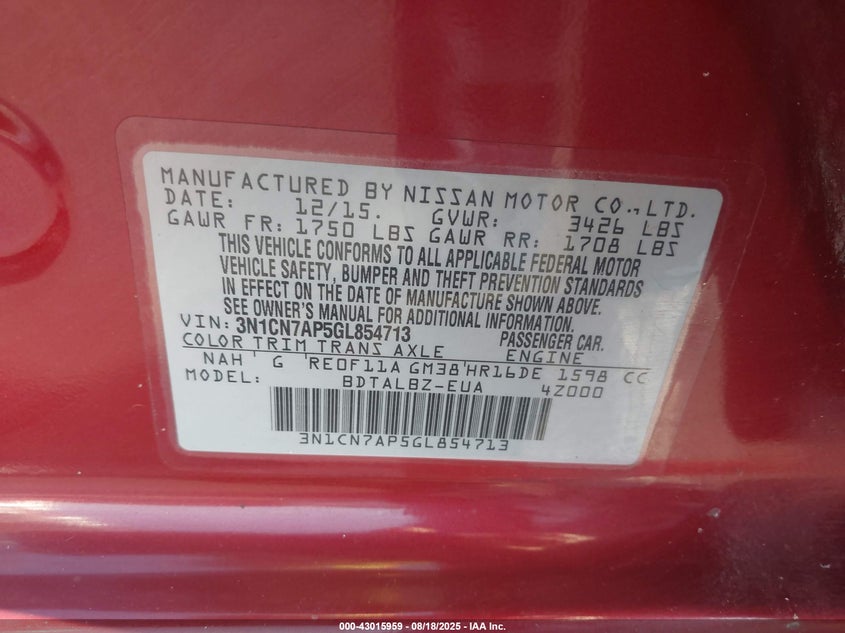 MANUFACTURED BY NISSAN MOTOR CO.,LTD.
DATE: 12/15. GVWR: 3426 LBS
GAWR FR: 1750 LBS GAWR RR: 1708 LBS
THIS VEHICLE CONFORMS TO ALL APPLICABLE FEDERAL MOTOR
VEHICLE SAFETY, BUMPER AND THEFT PREVENTION STANDARDS
IN EFFECT ON THE DATE OF MANUFACTURE SHOWN ABOVE.
SEE OWNER'S MANUAL FOR ADDITIONAL INFORMATION.
VIN: 3N1CN7AP5GL854713 PASSENGER CAR.
COLOR TRIM TRANS AXLE ENGINE
NAH ' G 'RE0F11A GM38'HR16DE 1598 CC
MODEL: BDTALBZ-EUA 4Z000
3N1CN7AP5GL854713
000-43015959 - 08/18/2025 - IAA Inc.